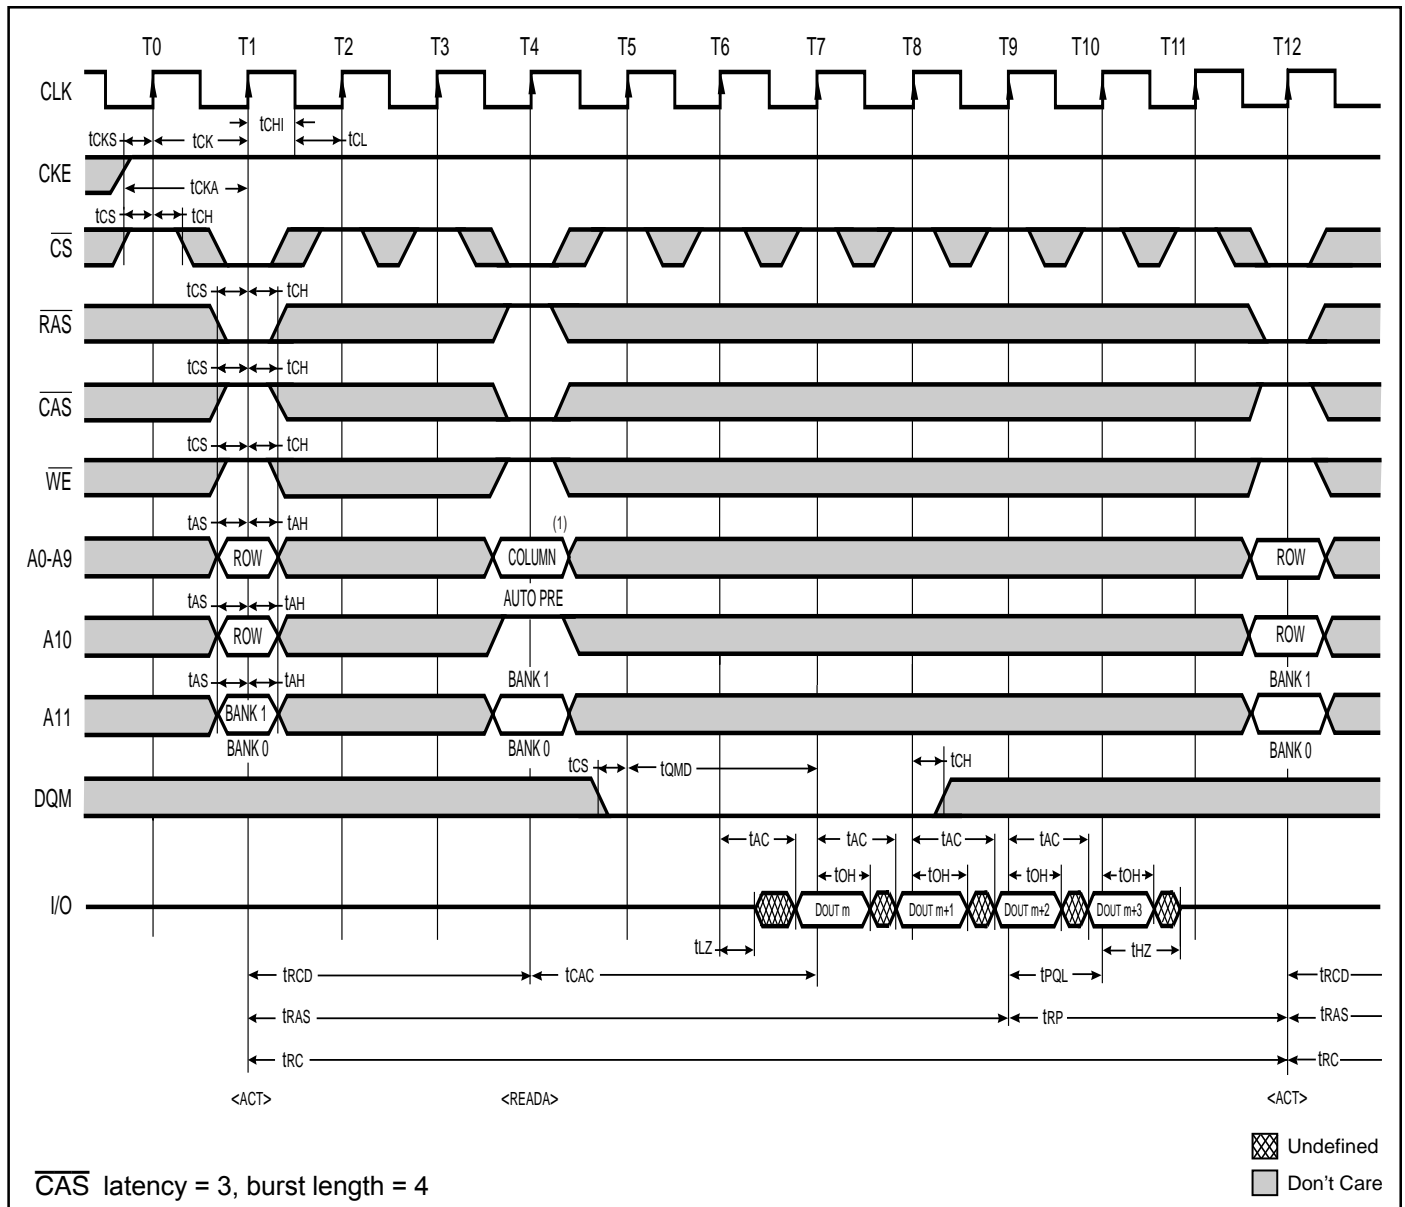 T0 T1 T2 T3 T4 T5 T6 T7 T8 T9 T10 T11 T12
CLK
tCHI
tCKS tCK tCL
CKE
tCKA
tCS tCH
CS
tCS tCH
RAS
tCS tCH
CAS
tCS tCH
WE
tAS tAH (1)
A0-A9 ROW COLUMN ROW
tAS tAH AUTO PRE
A10 ROW ROW
tAS tAH BANK 1 BANK 1
A11 BANK 1
BANK 0 BANK 0 BANK 0
tCS tQMD tCH
DQM
tAC tAC tAC tAC
tOH tOH tOH tOH
I/O DOUT m DOUT m+1 DOUT m+2 DOUT m+3
tLZ tHZ
tRCD tCAC tPQL tRCD
tRAS tRP tRAS
tRC tRC
<ACT> <READA> <ACT>
Undefined
CAS latency = 3, burst length = 4
Don't Care